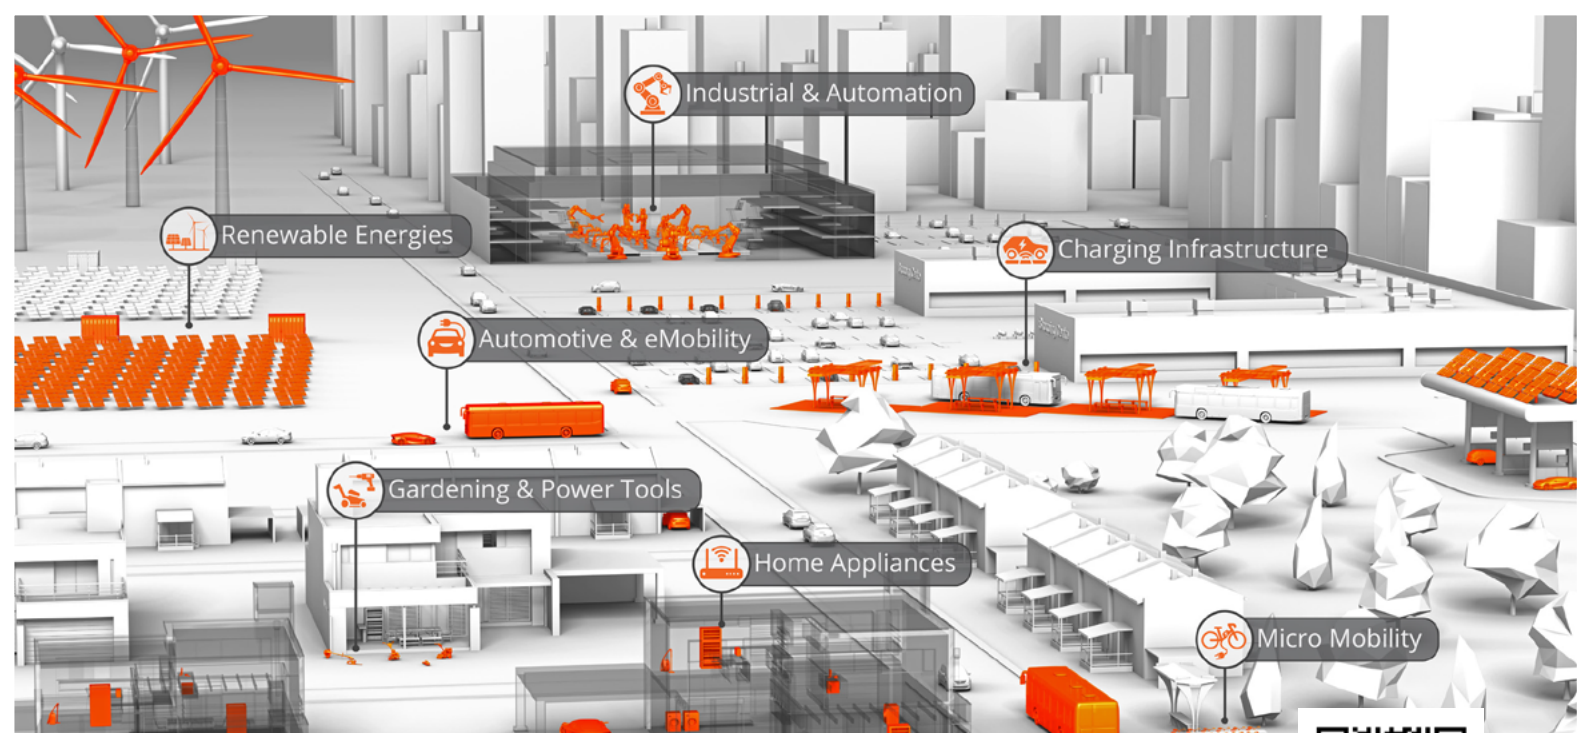 Industrial & Automation
Renewable Energies
Charging Infrastructure
Automotive & eMobility
Gardening & Power Tools
Home Appliances
Micro Mobility